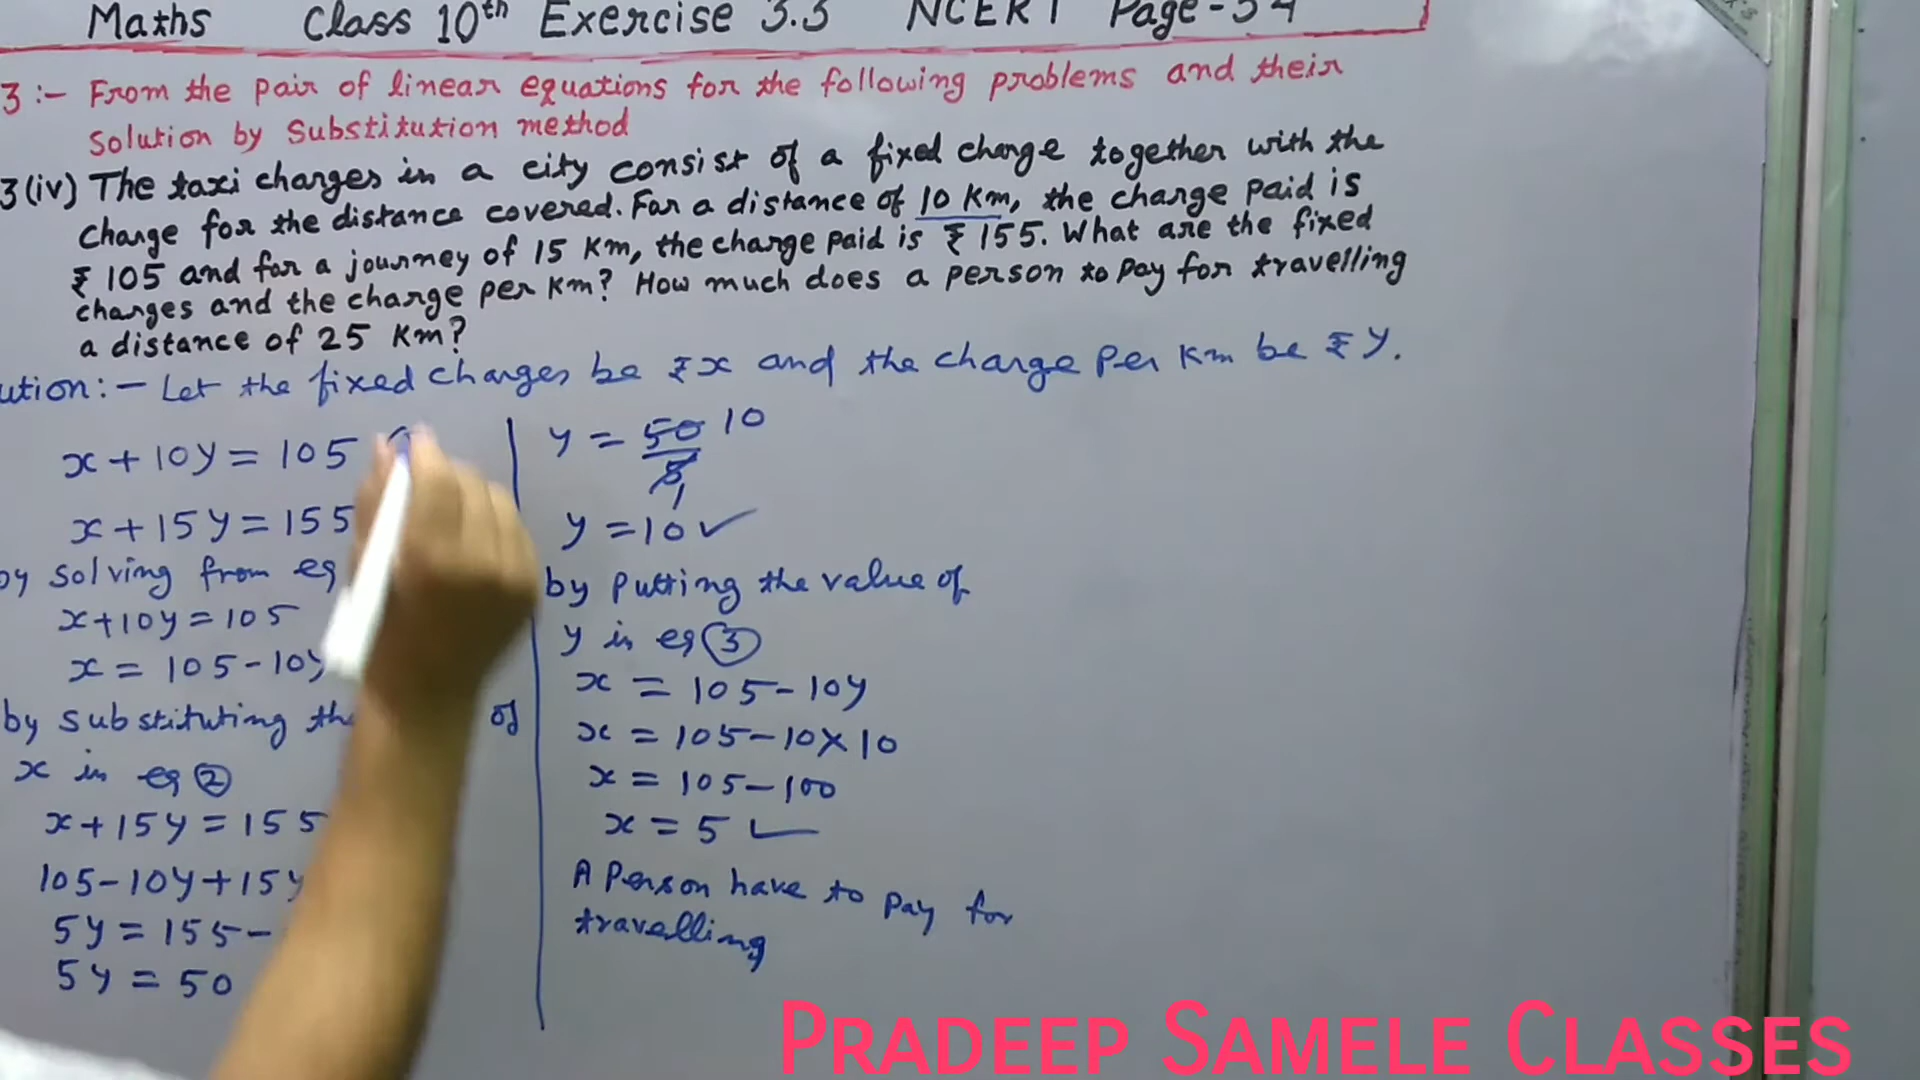 Maths Class 10th Exercise 3.3 NCERT Page-54
3 :- From the pair of linear equations for the following problems and their
Solution by Substitution method
3(iv) The taxi charges in a city consist of a fixed charge together with the
charge for the distance covered. For a distance of 10 Km, the charge paid is
₹ 105 and for a journey of 15 Km, the charge paid is ₹ 155. What are the fixed
charges and the charge per Km? How much does a person to pay for travelling
a distance of 25 Km?
ution:- Let the fixed charges be ₹ x and the charge per Km be ₹ y.
x + 10y = 105
x + 15y = 155
by solving from eq
x+10y = 105
x = 105-10y
by substituting the of
x in eq ②
x+15y = 155
105-10y+15y
5y = 155-
5y = 50
y = 50/5 10 1
y = 10 ✓
by putting the value of
y in eq ③
x = 105-10y
x = 105-10×10
x = 105-100
x = 5 ✓
A Person have to pay for
travelling
PRADEEP SAMELE CLASSES